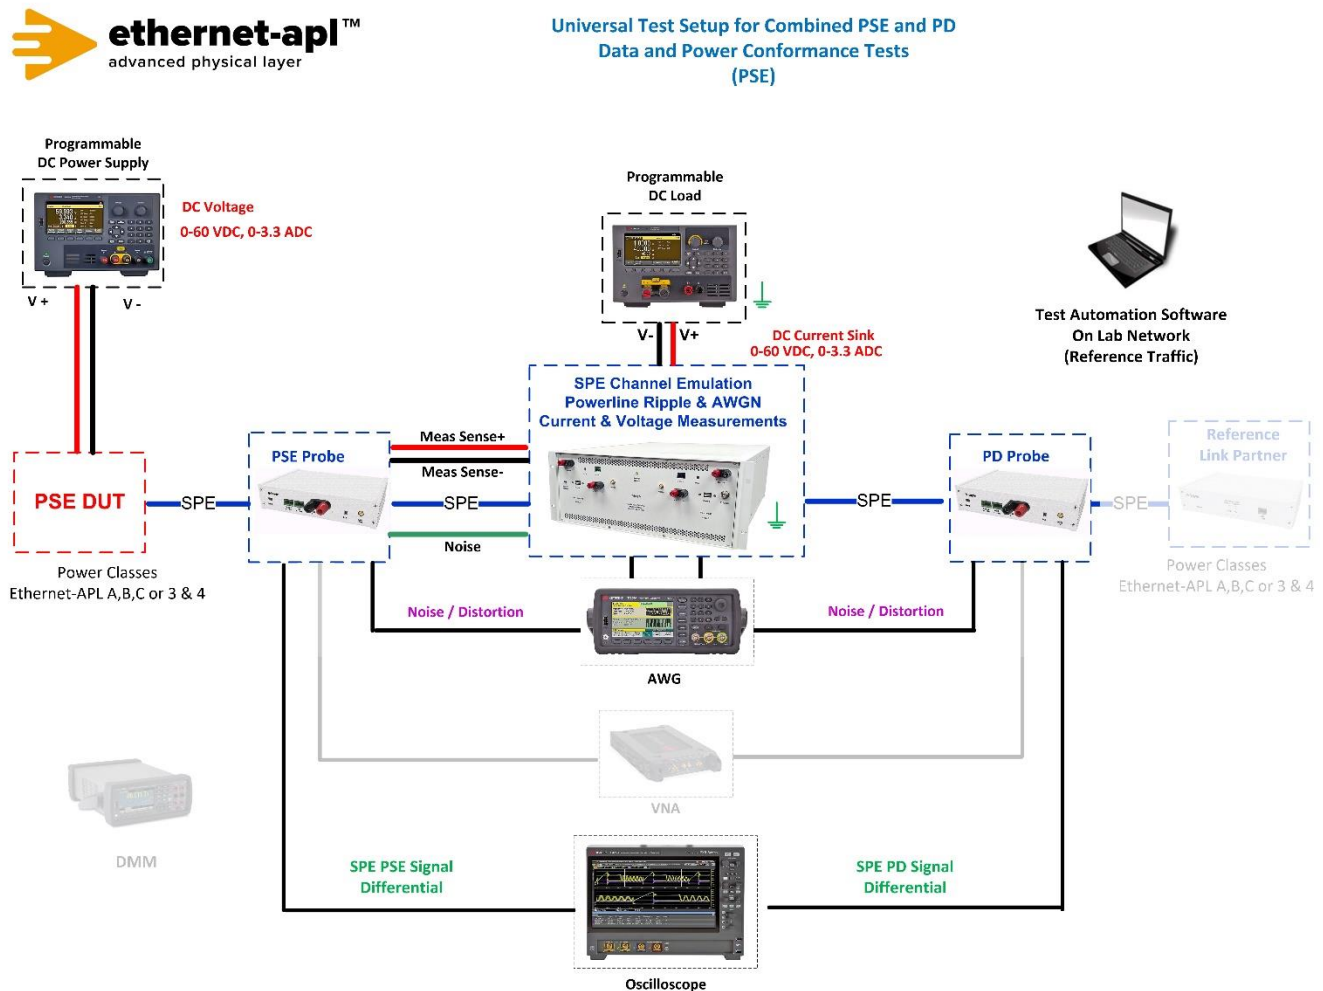 ethernet-apl™
advanced physical layer
Universal Test Setup for Combined PSE and PD
Data and Power Conformance Tests
(PSE)
Programmable
DC Power Supply
DC Voltage
0-60 VDC, 0-3.3 ADC
V +
V -
Programmable
DC Load
V-
V+
DC Current Sink
0-60 VDC, 0-3.3 ADC
Test Automation Software
On Lab Network
(Reference Traffic)
SPE Channel Emulation
Powerline Ripple & AWGN
Current & Voltage Measurements
PSE DUT
SPE
PSE Probe
Meas Sense+
Meas Sense-
SPE
Noise
SPE
PD Probe
SPE
Reference
Link Partner
Power Classes
Ethernet-APL A,B,C or 3 & 4
Power Classes
Ethernet-APL A,B,C or 3 & 4
Noise / Distortion
Noise / Distortion
AWG
VNA
DMM
SPE PSE Signal
Differential
SPE PD Signal
Differential
Oscilloscope